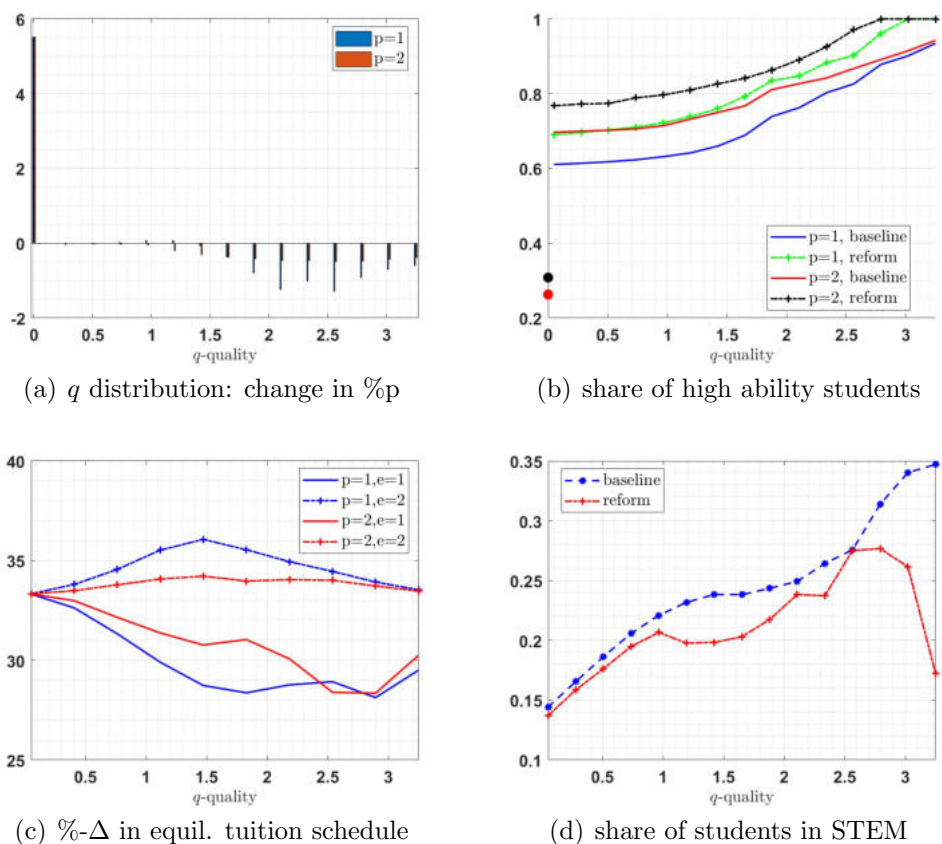 6
4
2
0
-2
0 0.5 1 1.5 2 2.5 3
q-quality
p=1
p=2
(a) q distribution: change in %p
1
0.8
0.6
0.4
0.2
0 0.5 1 1.5 2 2.5 3
q-quality
p=1, baseline
p=1, reform
p=2, baseline
p=2, reform
(b) share of high ability students
40
35
30
25
0.5 1 1.5 2 2.5 3
q-quality
p=1,e=1
p=1,e=2
p=2,e=1
p=2,e=2
(c) %-Δ in equil. tuition schedule
0.35
0.3
0.25
0.2
0.15
0.1
0.5 1 1.5 2 2.5 3
q-quality
baseline
reform
(d) share of students in STEM